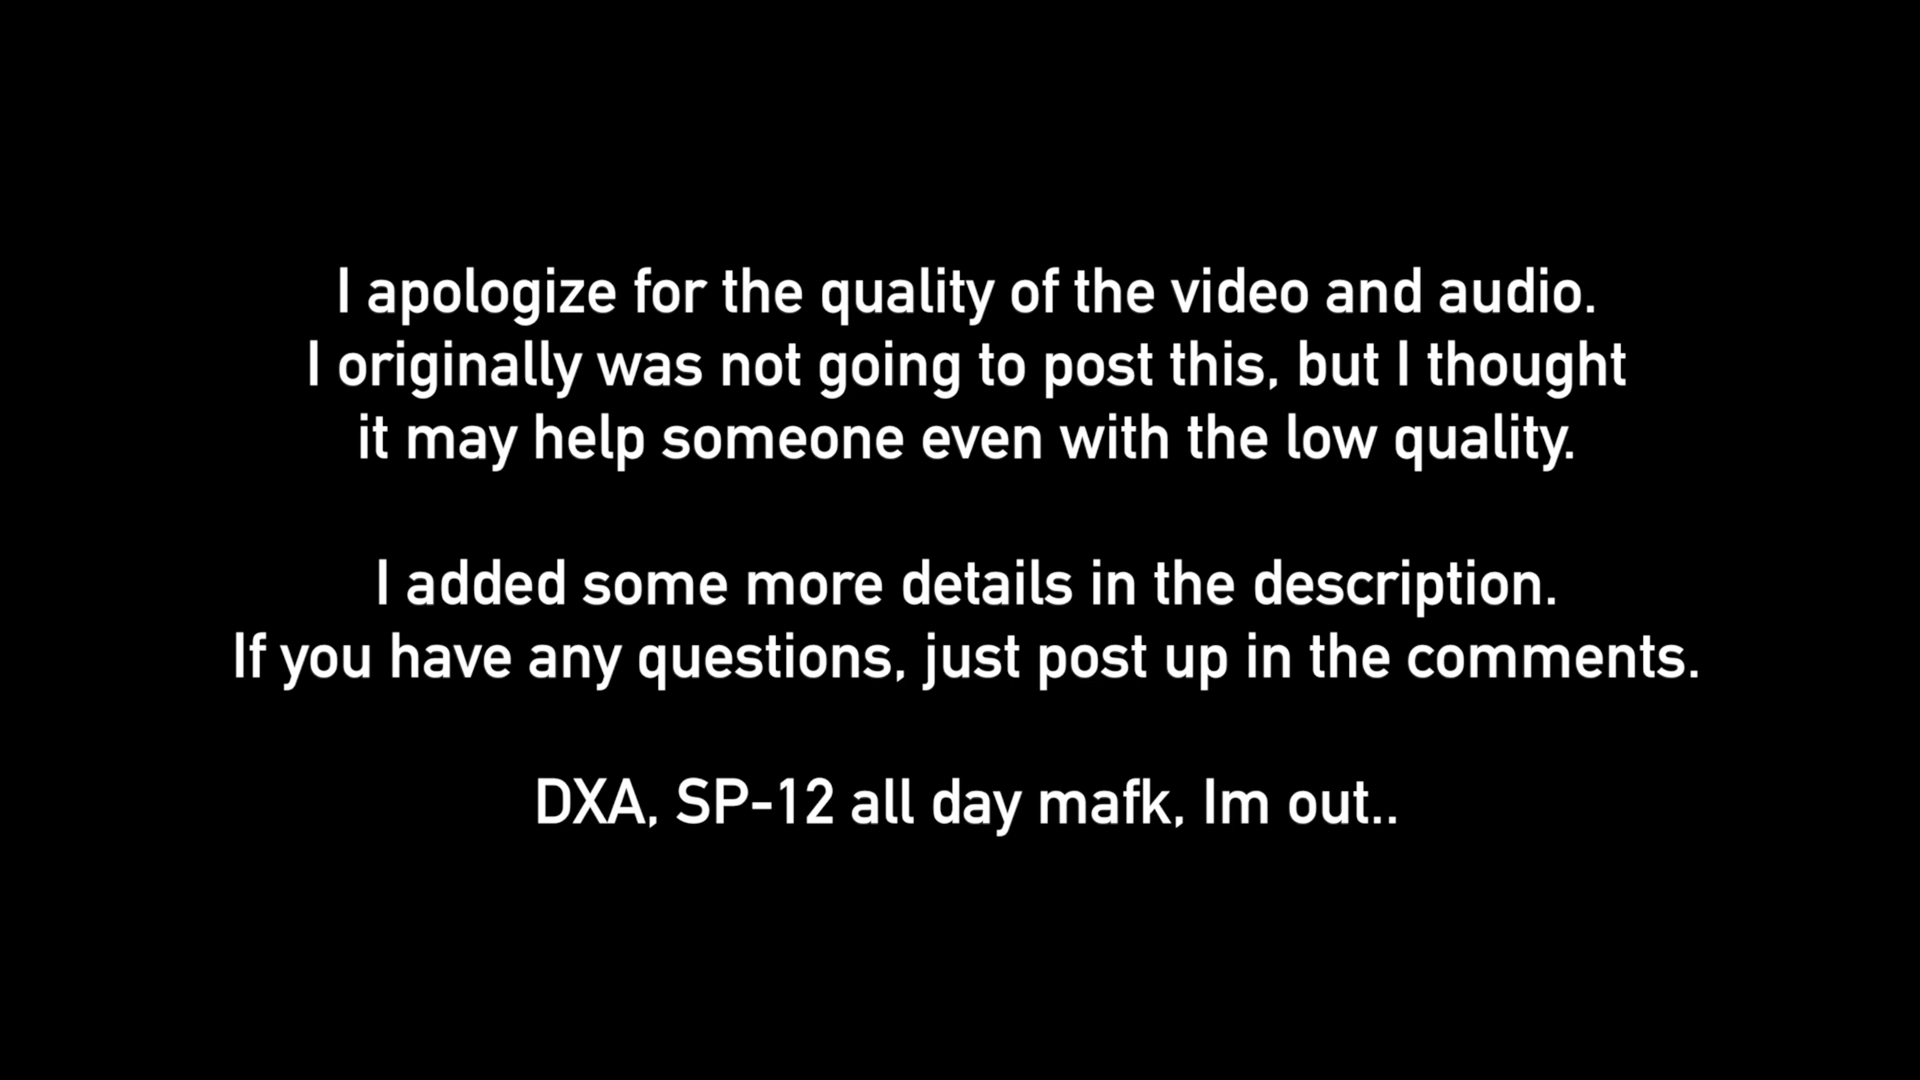 I apologize for the quality of the video and audio.
I originally was not going to post this, but I thought
it may help someone even with the low quality.
I added some more details in the description.
If you have any questions, just post up in the comments.
DXA, SP-12 all day mafk, Im out..